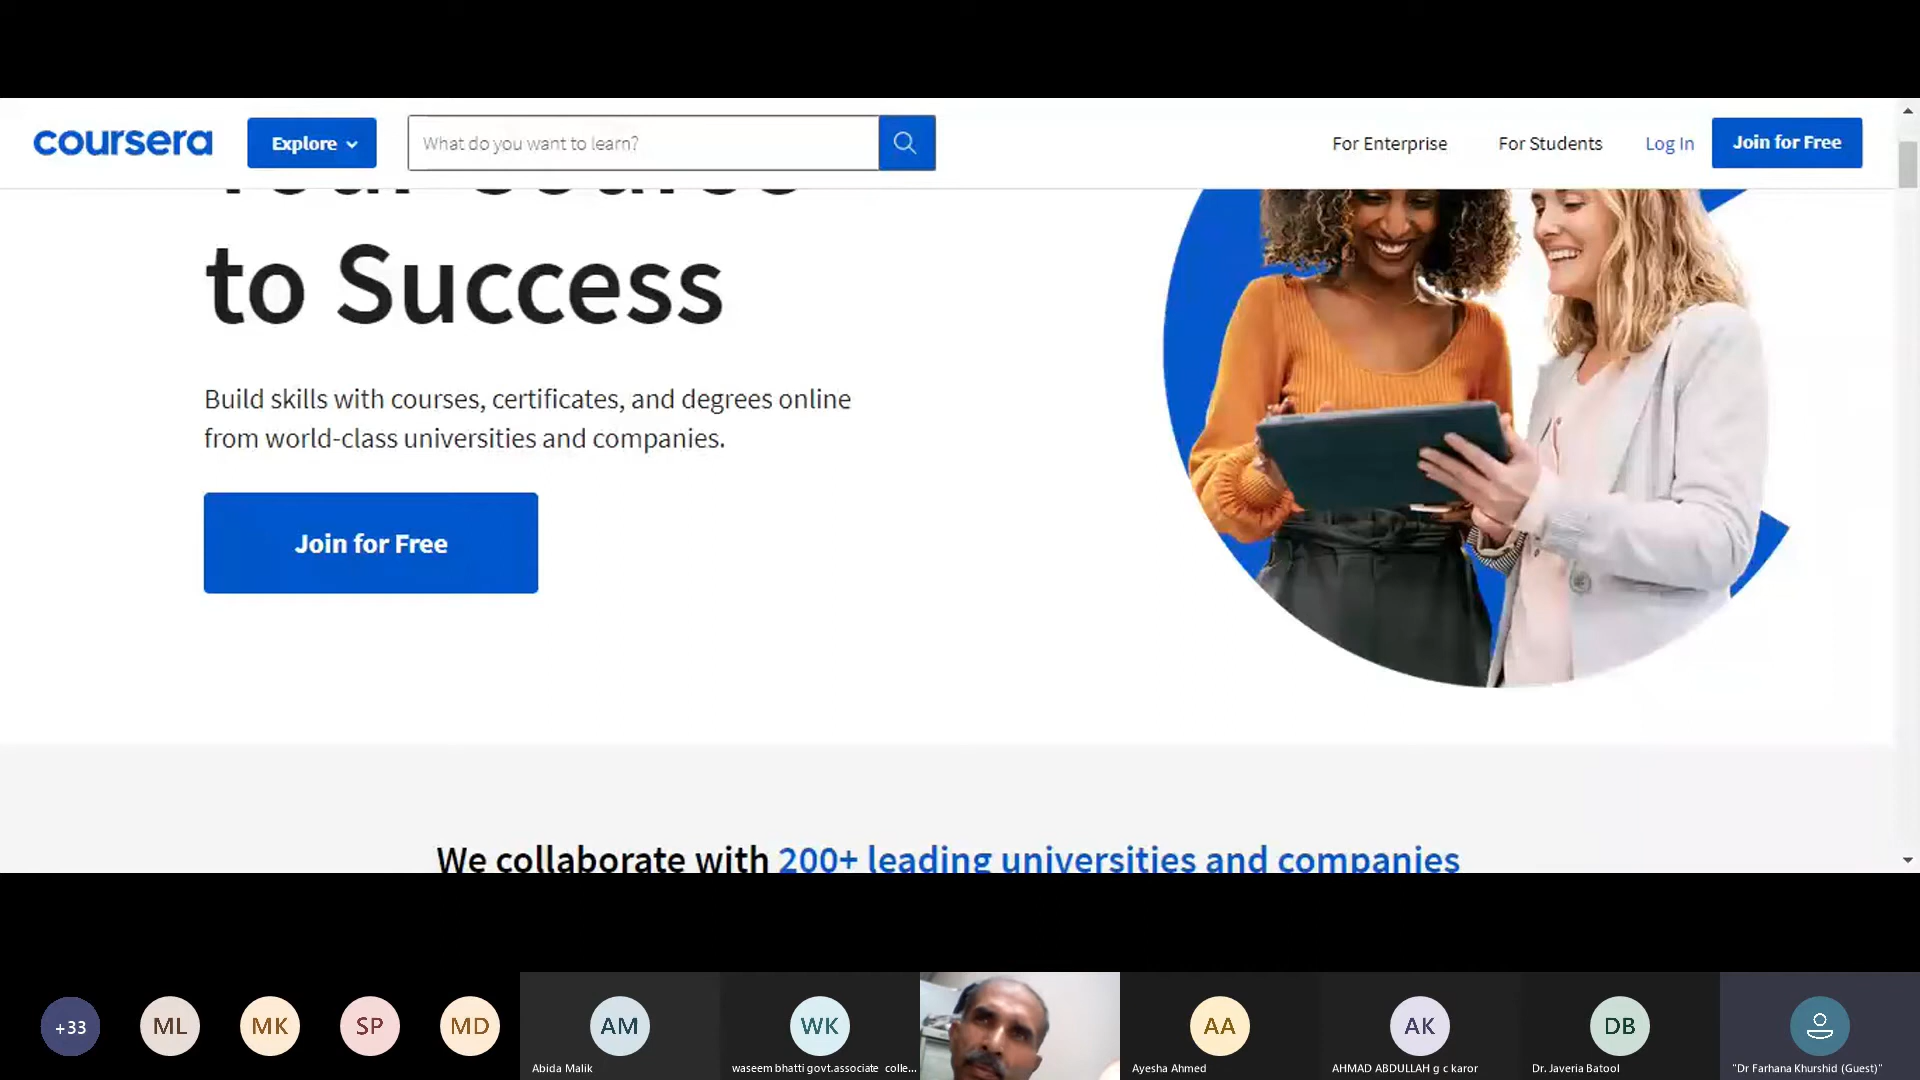 coursera
Explore
What do you want to learn?
For Enterprise
For Students
Log In
Join for Free
to Success
Build skills with courses, certificates, and degrees online
from world-class universities and companies.
Join for Free
We collaborate with 200+ leading universities and companies
+33
ML
MK
SP
MD
AM
WK
AA
AK
DB
Abida Malik
waseem bhatti govt.associate colle...
Ayesha Ahmed
AHMAD ABDULLAH g c karor
Dr. Javeria Batool
"Dr Farhana Khurshid (Guest)"